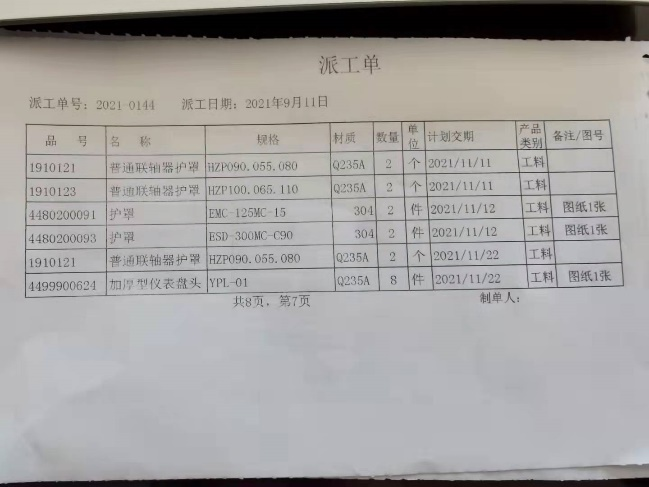 派工单
派工单号：2021-0144 派工日期：2021年9月11日
品 号 名 称 规格 材质 数量 单位 计划交期 产品类别 备注/图号
1910121 普通联轴器护罩 HZP090.055.080 Q235A 2 个 2021/11/11 工料
1910123 普通联轴器护罩 HZP100.065.110 Q235A 2 个 2021/11/11 工料
4480200091 护罩 EMC-125MC-15 304 2 件 2021/11/12 工料 图纸1张
4480200093 护罩 ESD-300MC-C90 304 2 件 2021/11/12 工料 图纸1张
1910121 普通联轴器护罩 HZP090.055.080 Q235A 2 个 2021/11/22 工料
4499900624 加厚型仪表盘头 YPL-01 Q235A 8 件 2021/11/22 工料 图纸1张
共8页，第7页 制单人：